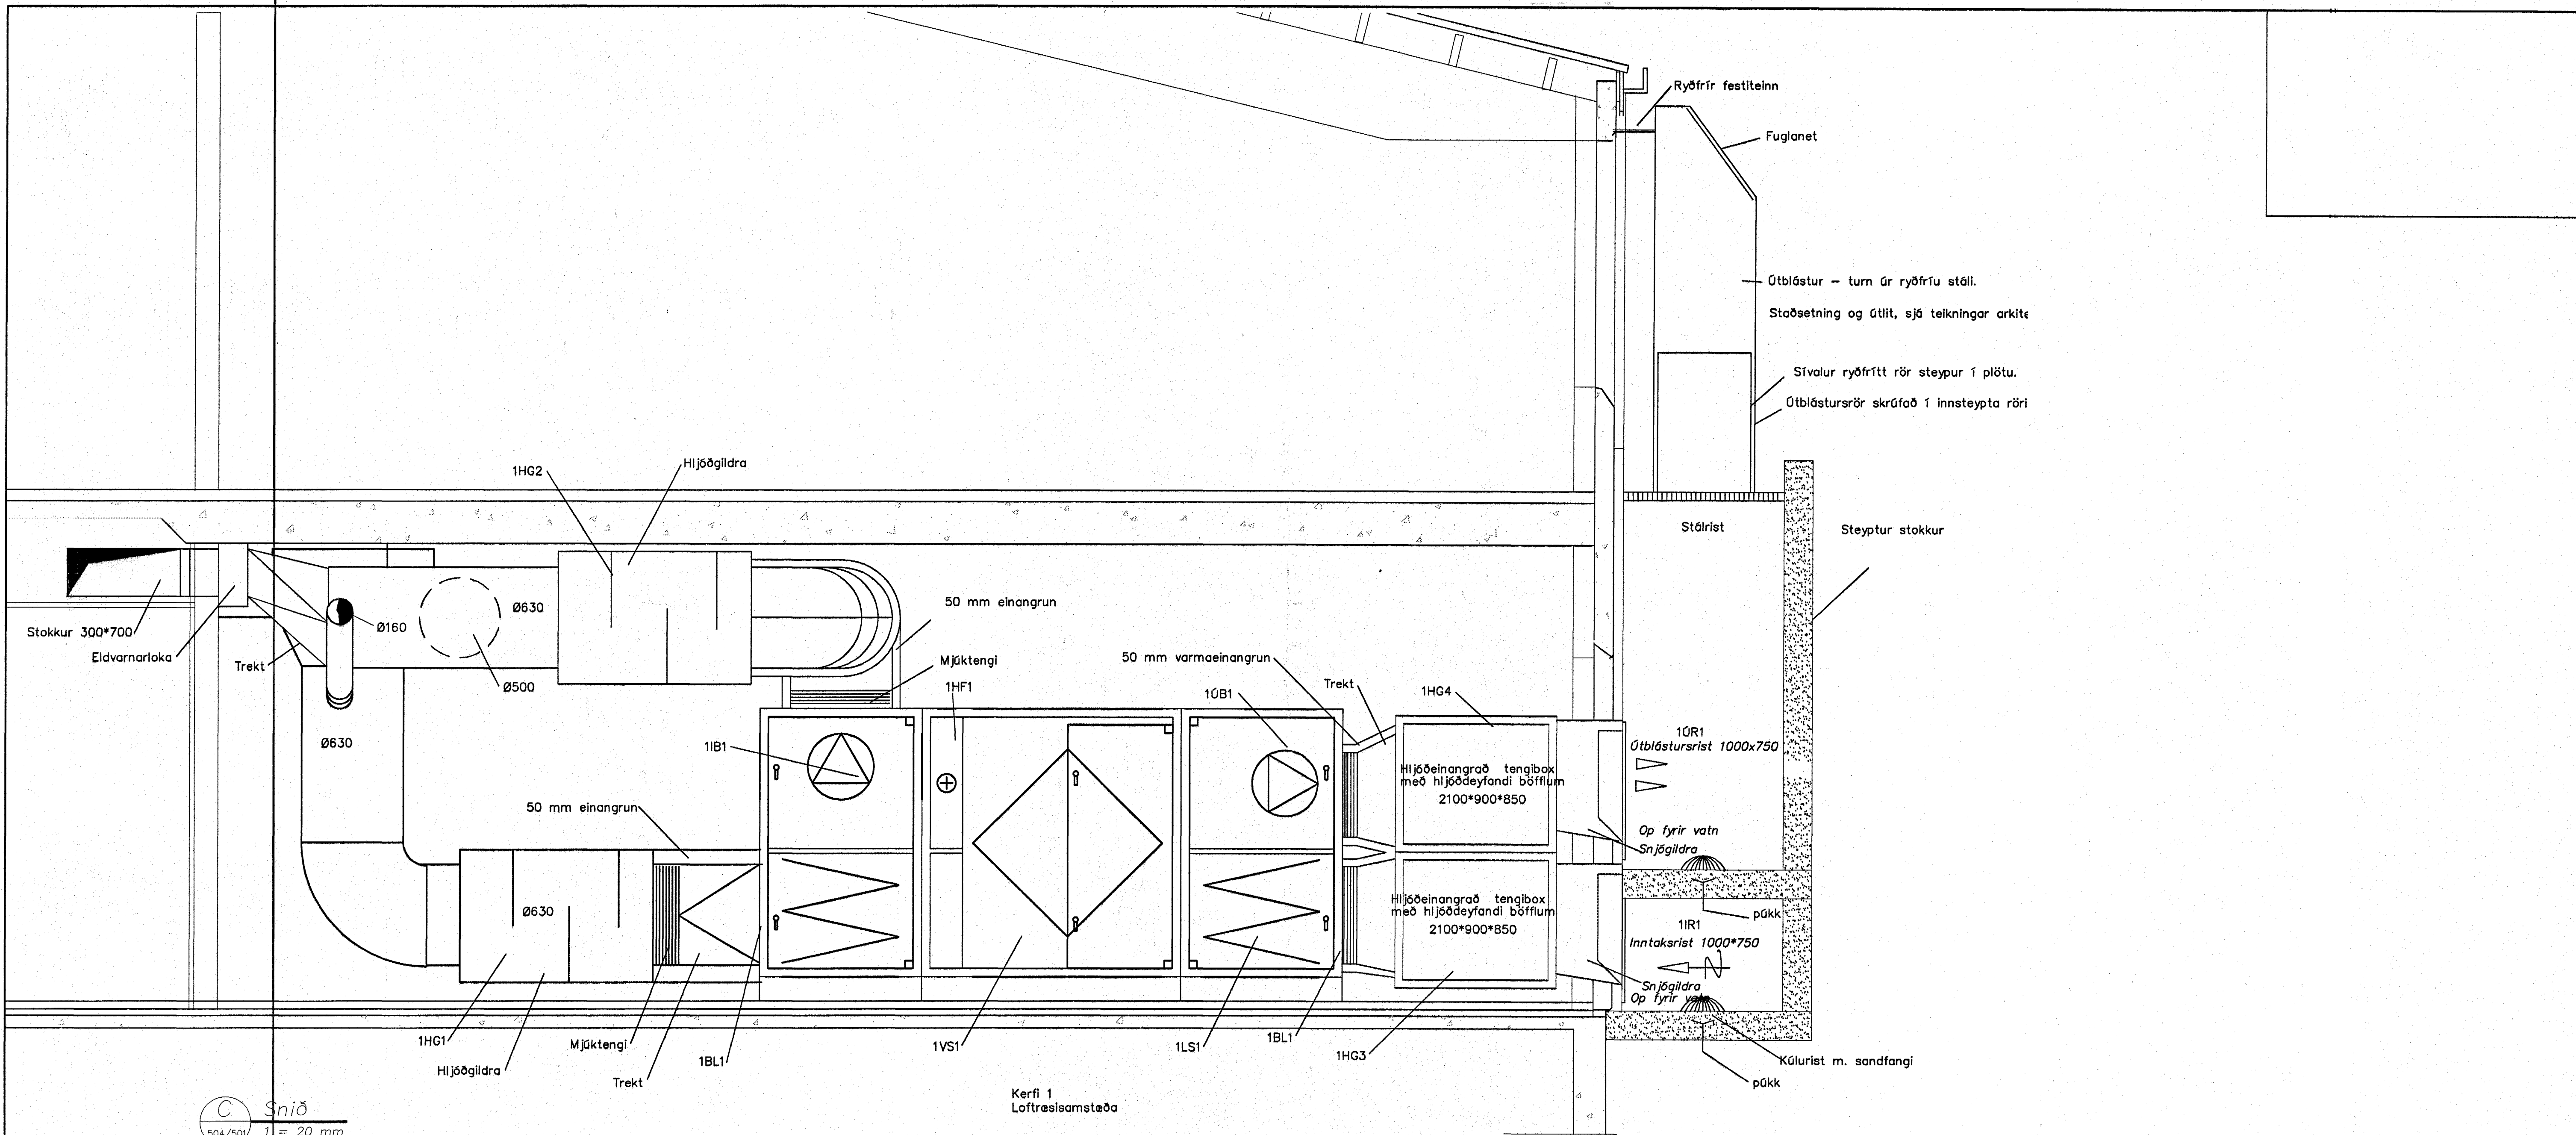 Ryðfrír festiteinn
Fuglanet
Útblástur - turn úr ryðfríu stáli.
Staðsetning og útlit, sjá teikningar arkite
Sívalur ryðfrítt rör steypur í plötu.
Útblástursrör skrúfað í innsteypta röri
1HG2
Hljóðgildra
Stálrist
Steyptur stokkur
Stokkur 300*700
Eldvarnarloka
Trekt
Ø160
Ø630
Ø500
50 mm einangrun
Mjúktengi
1HF1
50 mm varmaeinangrun
Trekt
1ÚB1
1HG4
Ø630
1IB1
1ÚR1
Útblástursrist 1000x750
Hljóðeinangrað tengibox
með hljóðdeyfandi böfflum
2100*900*850
50 mm einangrun
Op fyrir vatn
Snjógildra
Ø630
Hljóðeinangrað tengibox
með hljóðdeyfandi böfflum
2100*900*850
púkk
1IR1
Inntaksrist 1000*750
Snjógildra
Op fyrir vatn
1HG1
Hljóðgildra
Mjúktengi
Trekt
1BL1
1VS1
1LS1
1BL1
1HG3
Kúlurist m. sandfangi
púkk
Kerfi 1
Loftræsisamstæða
C
Snið
504/501
1 = 20 mm